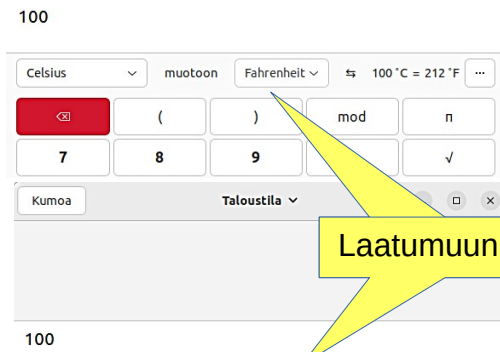 100
Celsius muotoon Fahrenheit ⇆ 100 °C = 212 °F ...
( ) mod π
7 8 9 √
Kumoa Taloustila
Laatumuun
100